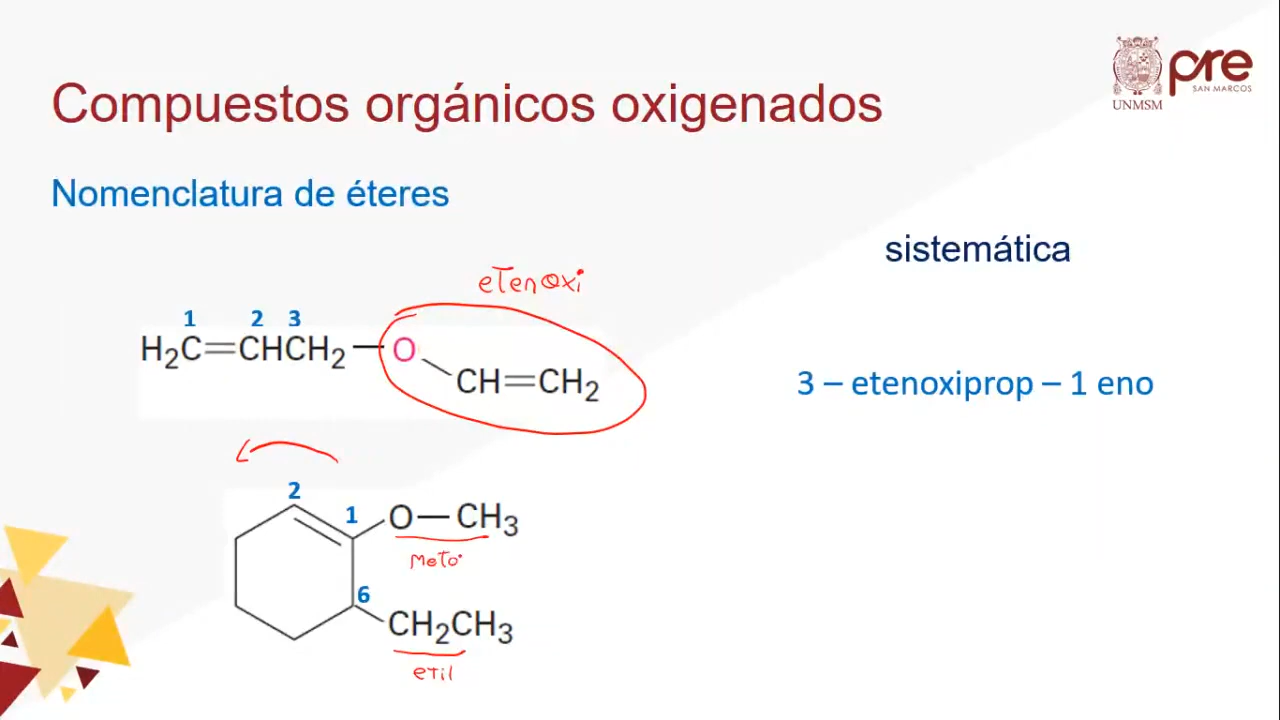 Compuestos orgánicos oxigenados
UNMSM
pre
SAN MARCOS
Nomenclatura de éteres
sistemática
etenoxi
1 2 3
H₂C=CHCH₂—O
CH=CH₂
3 – etenoxiprop – 1 eno
2
1
O—CH₃
Meto
6
CH₂CH₃
etil